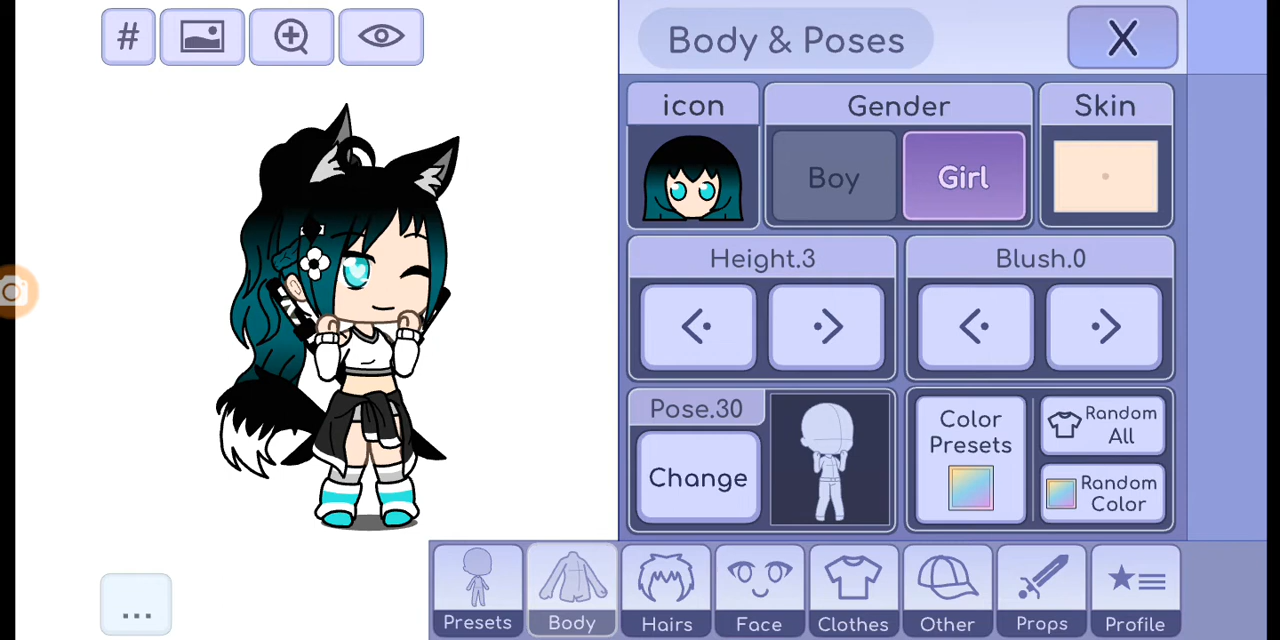 #
Body & Poses
X
icon
Gender
Skin
Boy
Girl
Height.3
Blush.0
Pose.30
Change
Color
Presets
Random
All
Random
Color
...
Presets
Body
Hairs
Face
Clothes
Other
Props
Profile